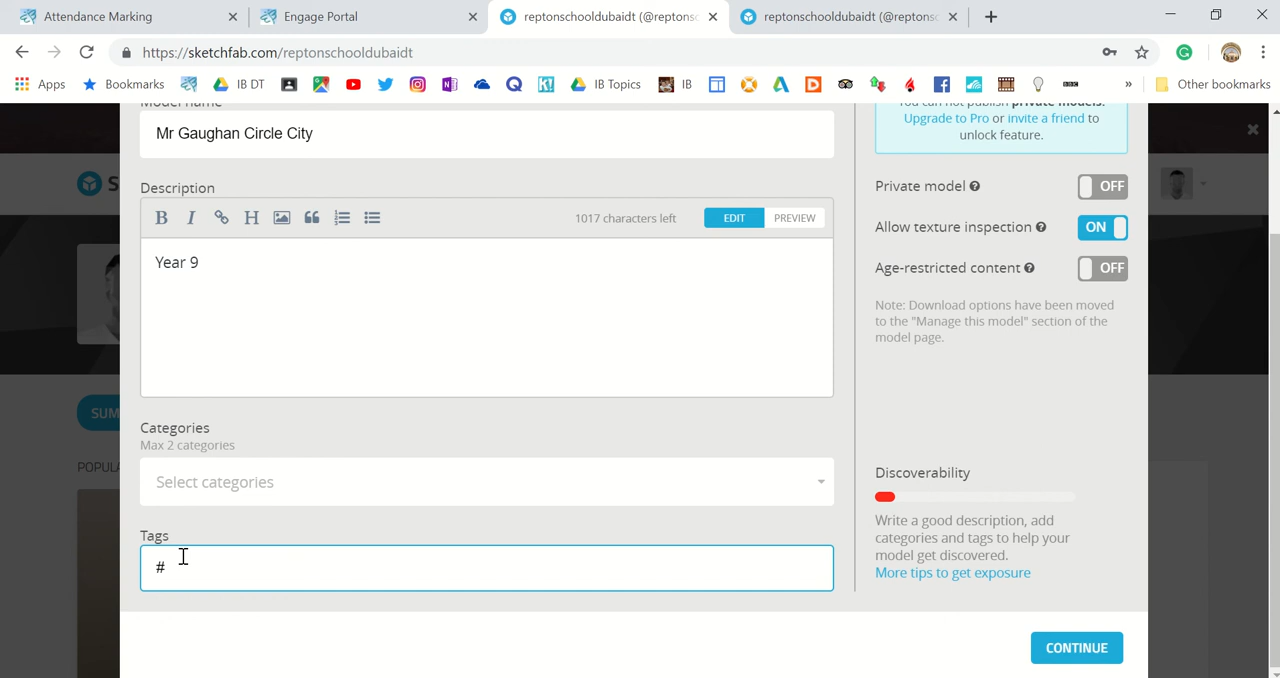 Attendance Marking
Engage Portal
reptonschooldubaidt (@reptonsc
reptonschooldubaidt (@reptons
https://sketchfab.com/reptonschooldubaidt
Apps
Bookmarks
IB DT
IB Topics
IB
BBC
»
Other bookmarks
Model name
You can not publish private models.
Mr Gaughan Circle City
Upgrade to Pro or invite a friend to
unlock feature.
Description
Private model
OFF
B I H
1017 characters left
EDIT
PREVIEW
Allow texture inspection
ON
Year 9
Age-restricted content
OFF
Note: Download options have been moved
to the "Manage this model" section of the
model page.
SUM
Categories
Max 2 categories
POPUL
Select categories
Discoverability
Write a good description, add
categories and tags to help your
model get discovered.
More tips to get exposure
Tags
#
CONTINUE